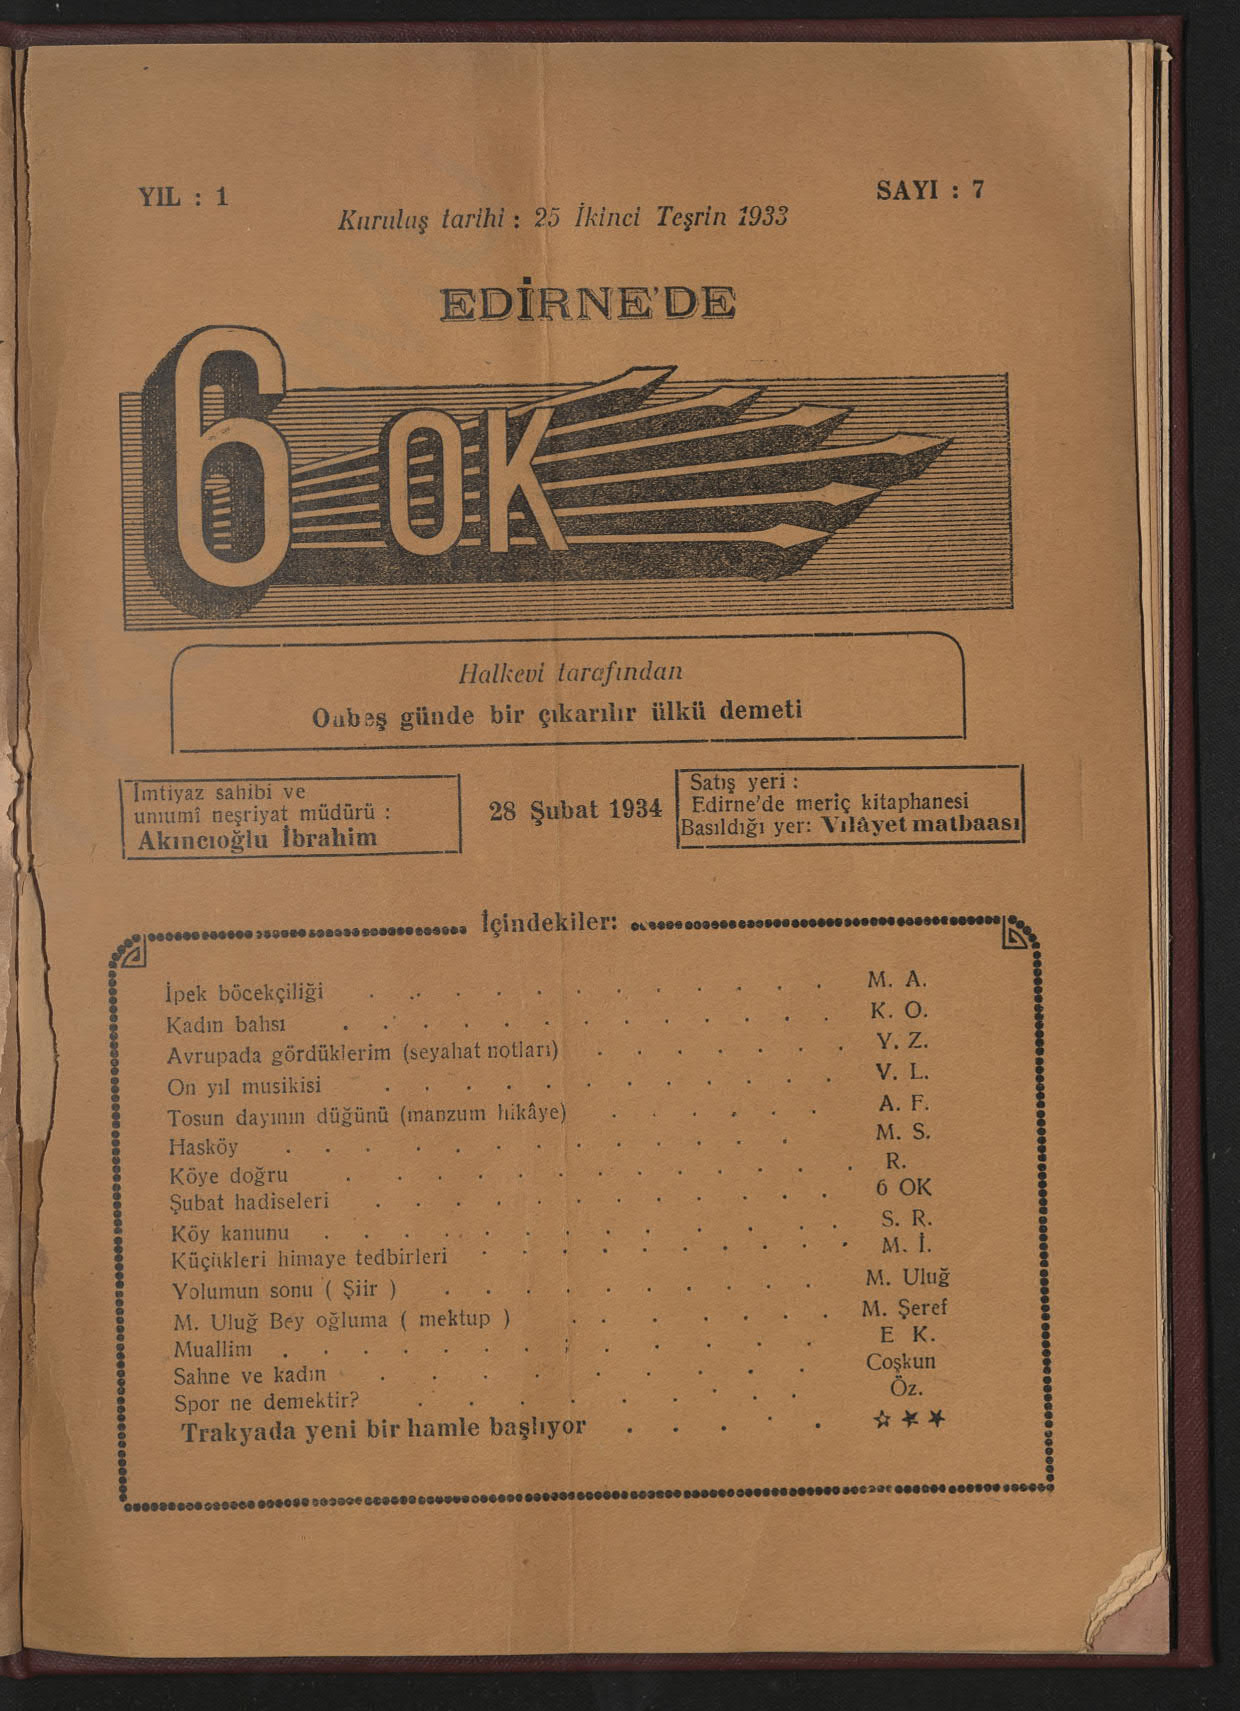 YIL : 1
SAYI : 7
Kuruluş tarihi : 25 İkinci Teşrin 1933
EDİRNE'DE
6 OK
Halkevi tarafından
Onbeş günde bir çıkarılır ülkü demeti
İmtiyaz sahibi ve
umumî neşriyat müdürü :
Akıncıoğlu İbrahim
28 Şubat 1934
Satış yeri :
Edirne'de meriç kitaphanesi
Basıldığı yer: Vilâyet matbaası
İçindekiler:
İpek böcekçiliği . . . . . . . . . . . . M. A.
Kadın bahsı . . . . . . . . . . . . . K. O.
Avrupada gördüklerim (seyahat notları) . . . . . . . Y. Z.
On yıl musikisi . . . . . . . . . . . . V. L.
Tosun dayının düğünü (manzum hikâye) . . . . . . A. F.
Hasköy . . . . . . . . . . . . . M. S.
Köye doğru . . . . . . . . . . . . . R.
Şubat hadiseleri . . . . . . . . . . . . 6 OK
Köy kanunu . . . . . . . . . . . . . S. R.
Küçükleri himaye tedbirleri . . . . . . . . . . M. İ.
Yolumun sonu ( Şiir ) . . . . . . . . . . M. Uluğ
M. Uluğ Bey oğluma ( mektup ) . . . . . . . M. Şeref
Muallim . . . . . . . . . . . . . E K.
Sahne ve kadın . . . . . . . . . . Coşkun
Spor ne demektir? . . . . . . . . . Öz.
Trakyada yeni bir hamle başlıyor . . . . . ☆ ★ ★